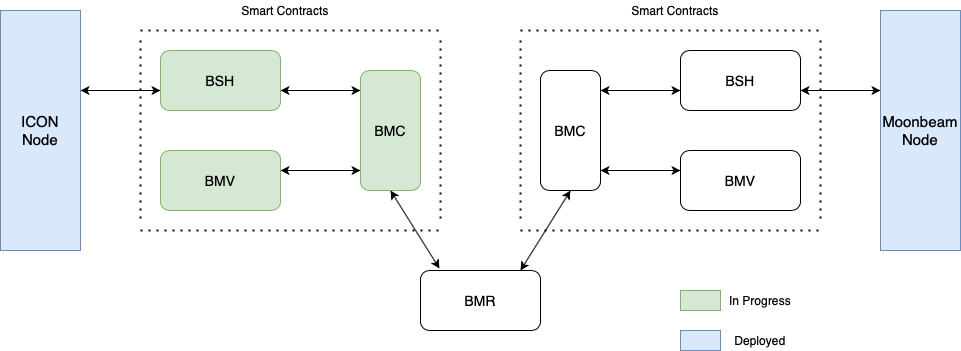 Smart Contracts
Smart Contracts
ICON
Node
BSH
BMC
BMV
BMC
BSH
BMV
Moonbeam
Node
BMR
In Progress
Deployed